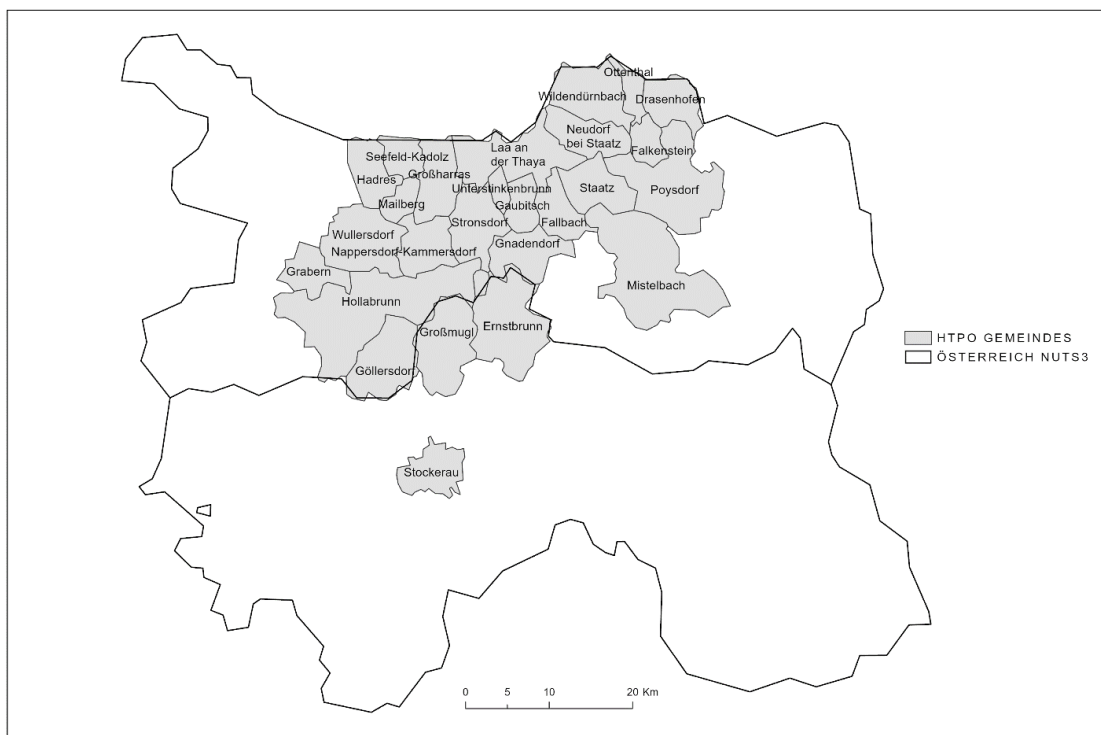 Ottenthal
Wildendürnbach
Drasenhofen
Neudorf
bei Staatz
Falkenstein
Laa an
der Thaya
Seefeld-Kadolz
Großharras
Hadres
Unterstinkenbrunn
Staatz
Poysdorf
Mailberg
Gaubitsch
Stronsdorf
Fallbach
Wullersdorf
Gnadendorf
Nappersdorf-Kammersdorf
Grabern
Mistelbach
Hollabrunn
Großmugl
Ernstbrunn
Göllersdorf
Stockerau
HTPO GEMEINDES
ÖSTERREICH NUTS3
0 5 10 20 Km